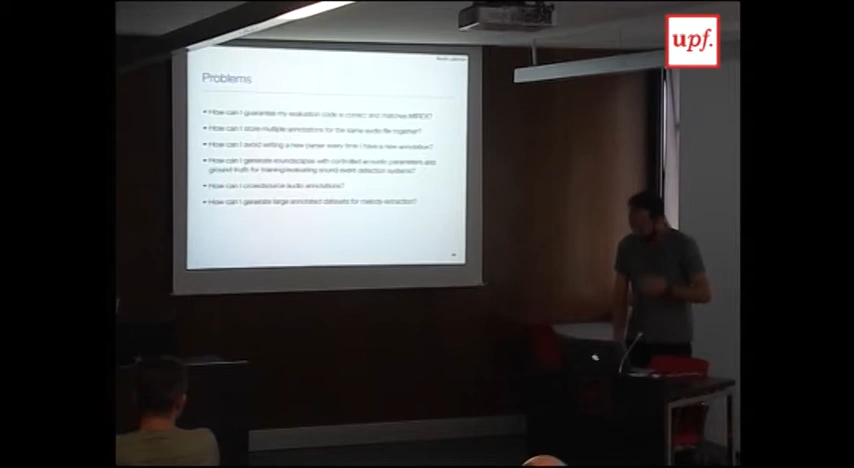 upf.
Problems
• How can I guarantee my evaluation code is correct and matches MIREX?
• How can I store multiple annotations for the same audio file together?
• How can I avoid writing a new parser every time I have a new annotation?
• How can I generate soundscapes with controlled acoustic parameters and
ground truth for training/evaluating sound event detection systems?
• How can I crowdsource audio annotations?
• How can I generate large annotated datasets for melody extraction?